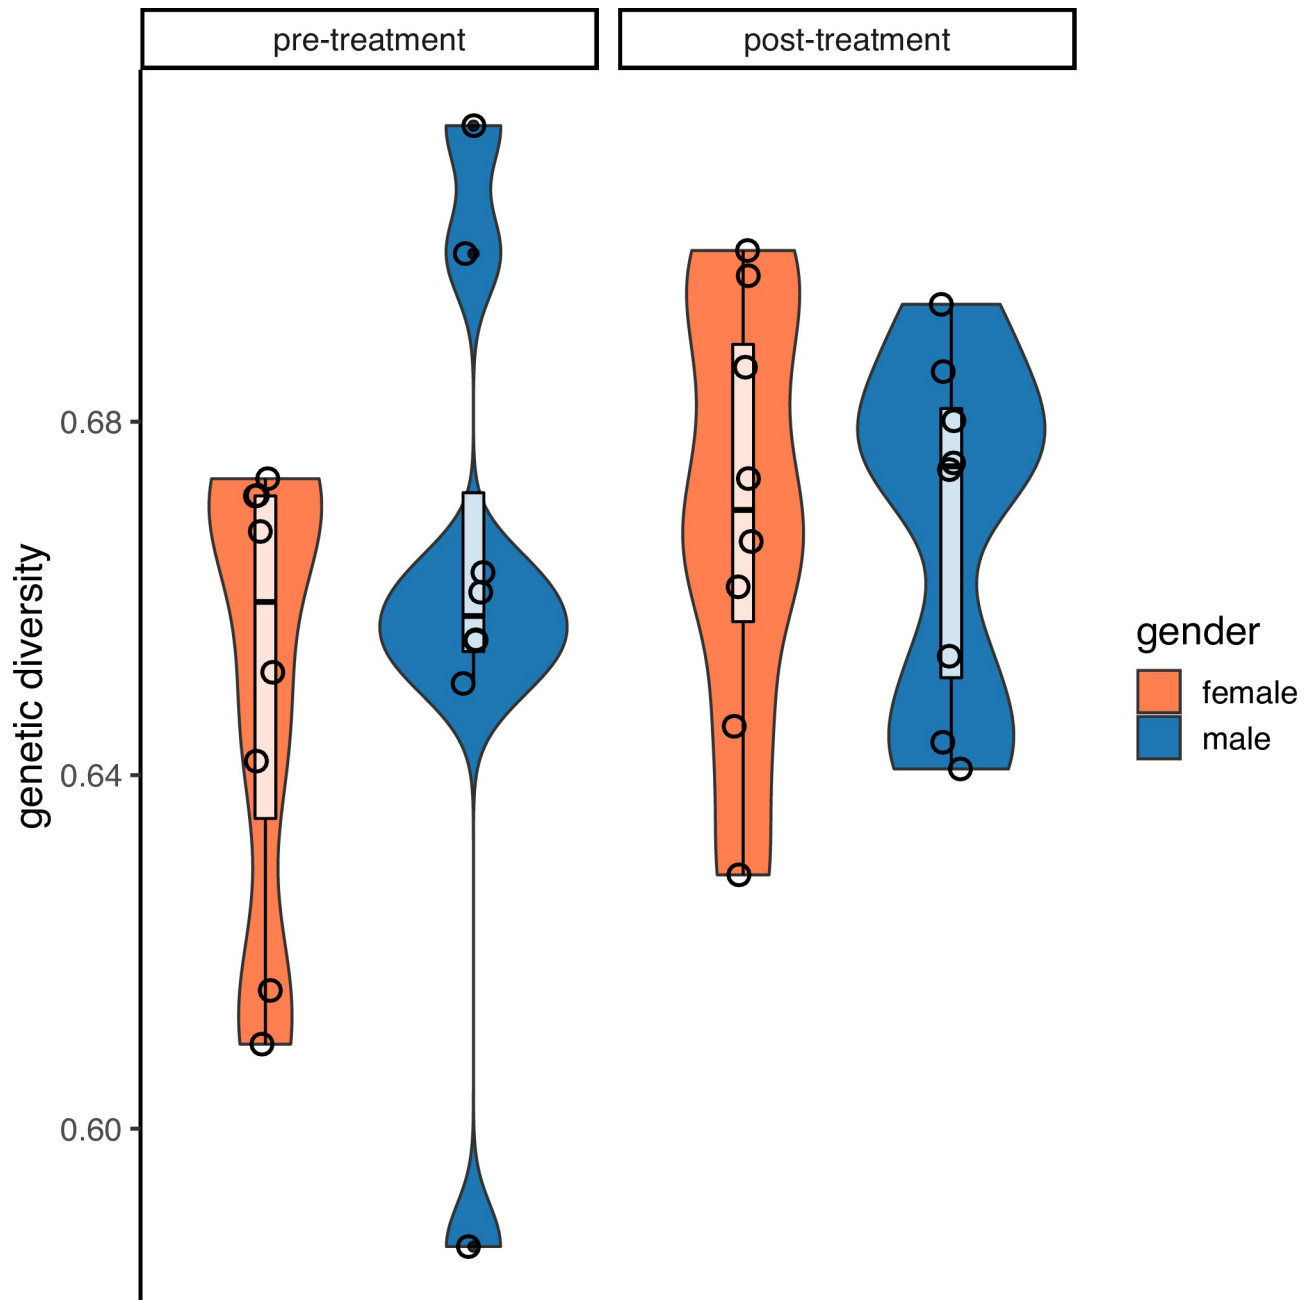 pre-treatment
post-treatment
genetic diversity
0.68
0.64
0.60
gender
female
male